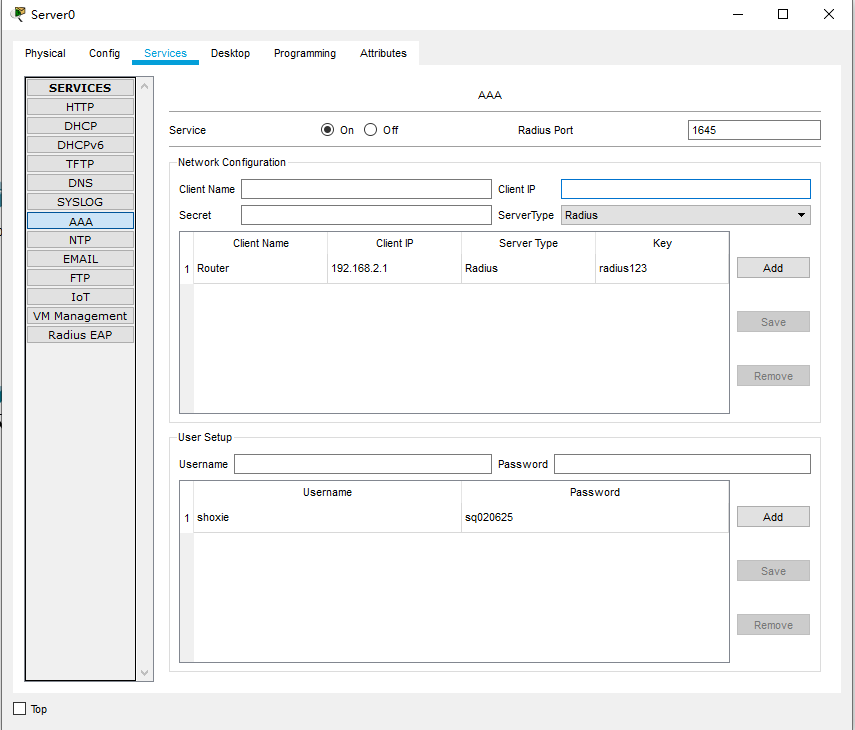 Server0
Physical Config Services Desktop Programming Attributes
SERVICES
HTTP
DHCP
DHCPv6
TFTP
DNS
SYSLOG
AAA
NTP
EMAIL
FTP
IoT
VM Management
Radius EAP
AAA
Service On Off Radius Port 1645
Network Configuration
Client Name Client IP
Secret ServerType Radius
Client Name Client IP Server Type Key
1 Router 192.168.2.1 Radius radius123
Add
Save
Remove
User Setup
Username Password
Username Password
1 shoxie sq020625
Add
Save
Remove
Top